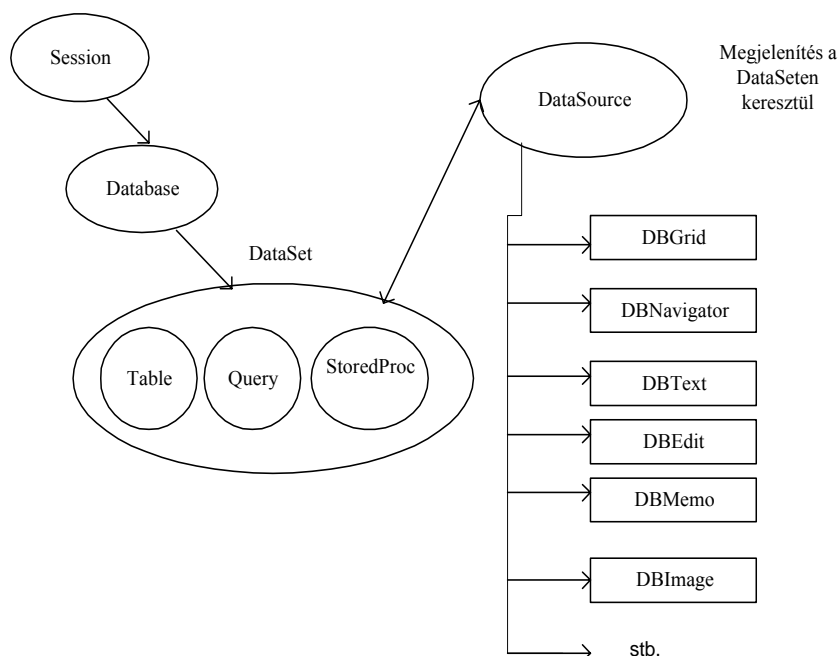 Session
Database
DataSet
Table
Query
StoredProc
DataSource
Megjelenítés a
DataSeten
keresztül
DBGrid
DBNavigator
DBText
DBEdit
DBMemo
DBImage
stb.